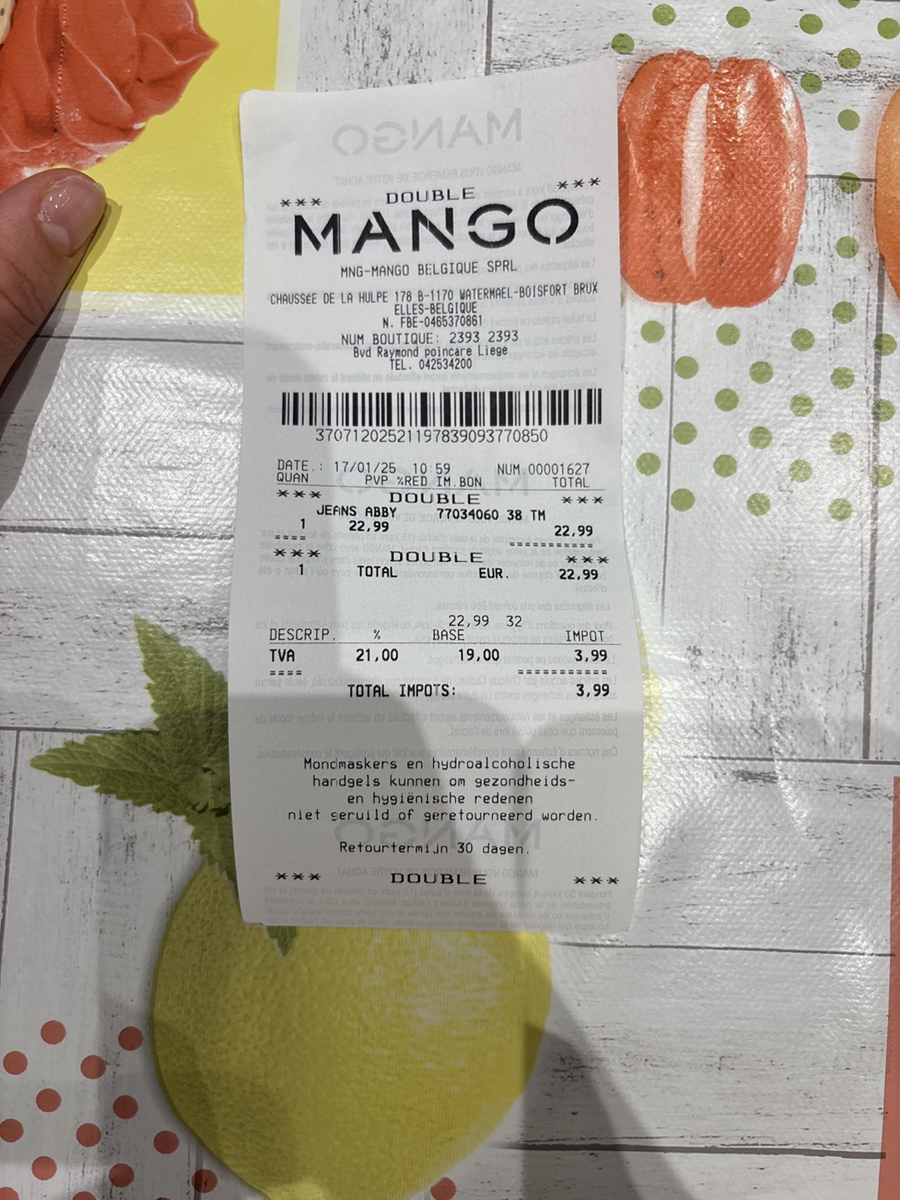 *** DOUBLE ***
MANGO
MNG-MANGO BELGIQUE SPRL
CHAUSSéE DE LA HULPE 178 B-1170 WATERMAEL-BOISFORT BRUX
ELLES-BELGIQUE
N. FBE-0465370861
NUM BOUTIQUE: 2393 2393
Bvd Raymond poincare Liege
TEL. 042534200
37071202521197839093770850
DATE.: 17/01/25 10:59 NUM.00001627
QUAN PVP %RED IM.BON TOTAL
*** DOUBLE ***
JEANS ABBY 77034060 38 TM
1 22,99 22,99
==== ===========
*** DOUBLE ***
1 TOTAL EUR. 22,99
22,99 32
DESCRIP. % BASE IMPOT
TVA 21,00 19,00 3,99
==== ===========
TOTAL IMPOTS: 3,99
Mondmaskers en hydroalcoholische
handgels kunnen om gezondheids-
en hygiënische redenen
niet geruild of geretourneerd worden.
Retourtermijn 30 dagen.
*** DOUBLE ***